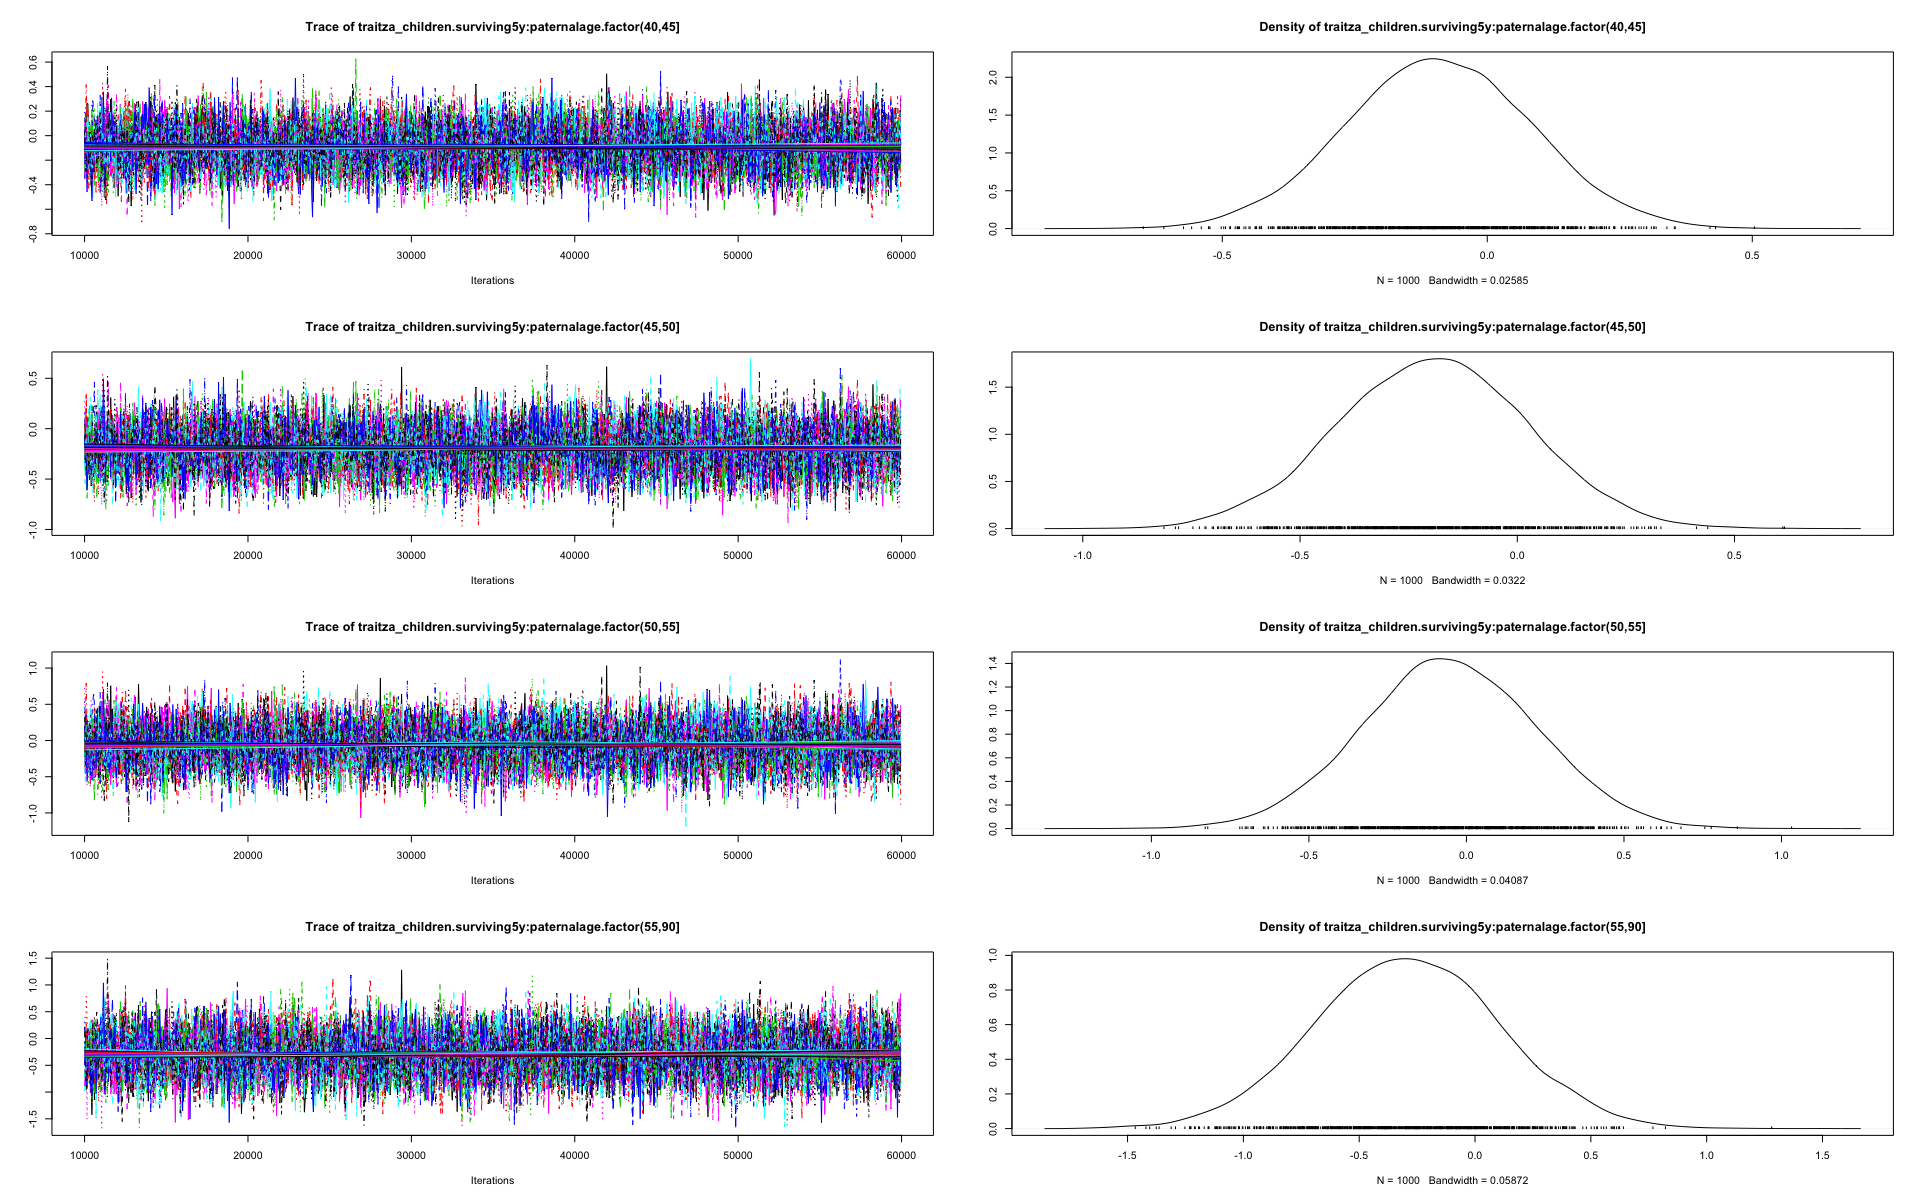 Trace of traitza_children.surviving5y:paternalage.factor(40,45]
0.6
0.4
0.2
0.0
-0.4
-0.8
10000 20000 30000 40000 50000 60000
Iterations
Density of traitza_children.surviving5y:paternalage.factor(40,45]
2.0
1.5
1.0
0.5
0.0
-0.5 0.0 0.5
N = 1000 Bandwidth = 0.02585
Trace of traitza_children.surviving5y:paternalage.factor(45,50]
0.5
0.0
-0.5
-1.0
10000 20000 30000 40000 50000 60000
Iterations
Density of traitza_children.surviving5y:paternalage.factor(45,50]
1.5
1.0
0.5
0.0
-1.0 -0.5 0.0 0.5
N = 1000 Bandwidth = 0.0322
Trace of traitza_children.surviving5y:paternalage.factor(50,55]
1.0
0.5
0.0
-0.5
-1.0
10000 20000 30000 40000 50000 60000
Iterations
Density of traitza_children.surviving5y:paternalage.factor(50,55]
1.4
1.2
1.0
0.8
0.6
0.4
0.2
0.0
-1.0 -0.5 0.0 0.5 1.0
N = 1000 Bandwidth = 0.04087
Trace of traitza_children.surviving5y:paternalage.factor(55,90]
1.5
1.0
0.5
0.0
-0.5
-1.5
10000 20000 30000 40000 50000 60000
Iterations
Density of traitza_children.surviving5y:paternalage.factor(55,90]
1.0
0.8
0.6
0.4
0.2
0.0
-1.5 -1.0 -0.5 0.0 0.5 1.0 1.5
N = 1000 Bandwidth = 0.05872